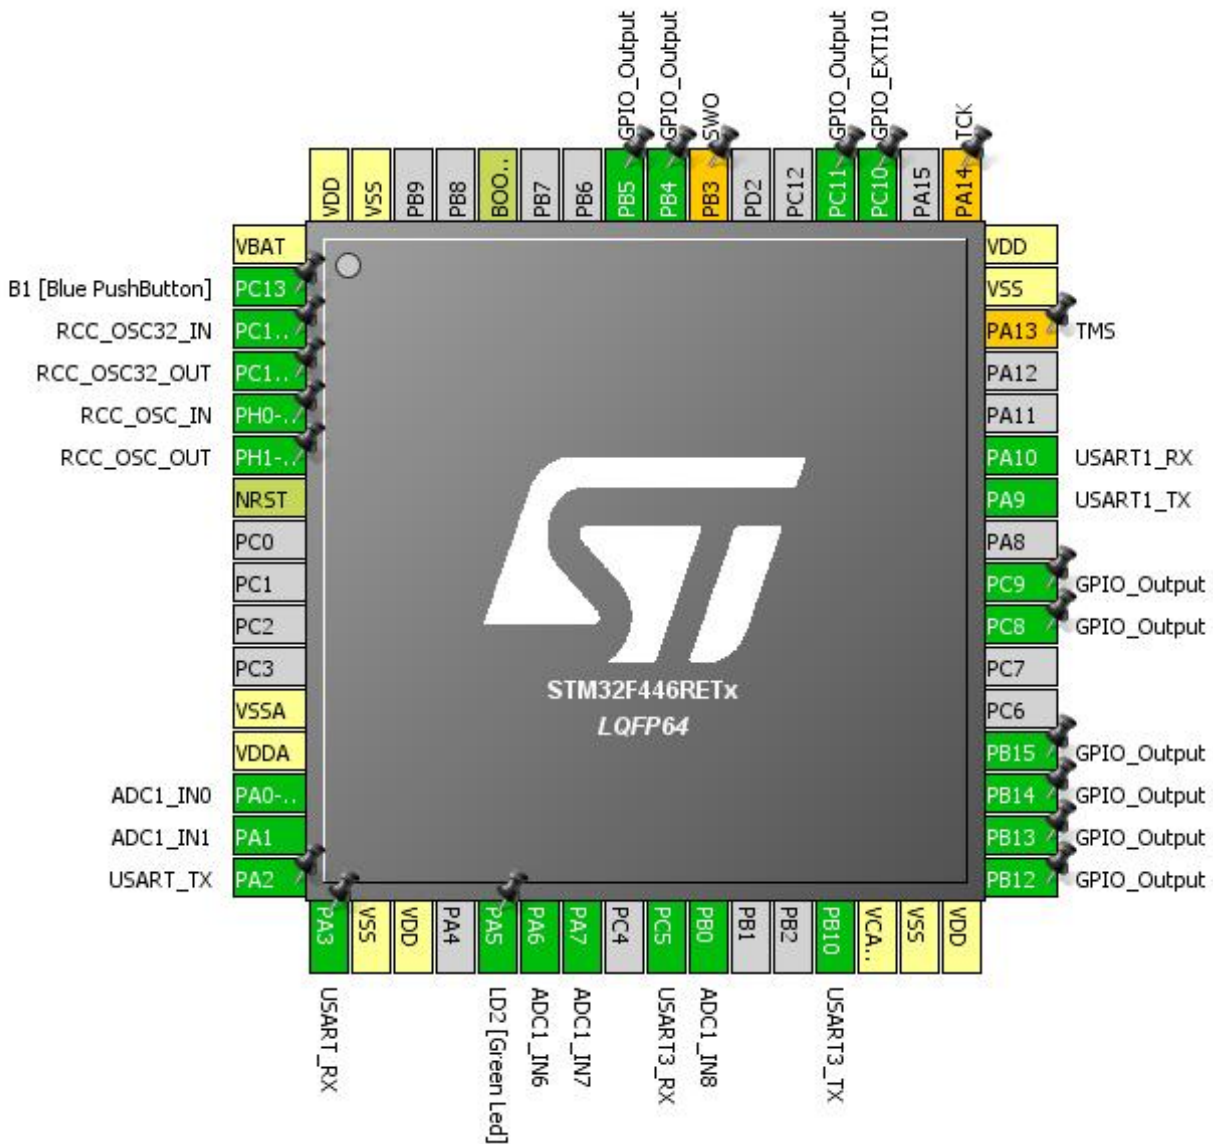 GPIO_Output
GPIO_Output
SWO
GPIO_Output
GPIO_EXTI10
TCK
VDD
VSS
PB9
PB8
BOO..
PB7
PB6
PB5
PB4
PB3
PD2
PC12
PC11
PC10
PA15
PA14
VBAT
B1 [Blue PushButton] PC13
RCC_OSC32_IN PC1..
RCC_OSC32_OUT PC1..
RCC_OSC_IN PH0-..
RCC_OSC_OUT PH1-..
NRST
PC0
PC1
PC2
PC3
VSSA
VDDA
ADC1_IN0 PA0-..
ADC1_IN1 PA1
USART_TX PA2
ST
STM32F446RETx
LQFP64
VDD
VSS
PA13 TMS
PA12
PA11
PA10 USART1_RX
PA9 USART1_TX
PA8
PC9 GPIO_Output
PC8 GPIO_Output
PC7
PC6
PB15 GPIO_Output
PB14 GPIO_Output
PB13 GPIO_Output
PB12 GPIO_Output
PA3
VSS
VDD
PA4
PA5
PA6
PA7
PC4
PC5
PB0
PB1
PB2
PB10
VCA..
VSS
VDD
USART_RX
LD2 [Green Led]
ADC1_IN6
ADC1_IN7
USART3_RX
ADC1_IN8
USART3_TX